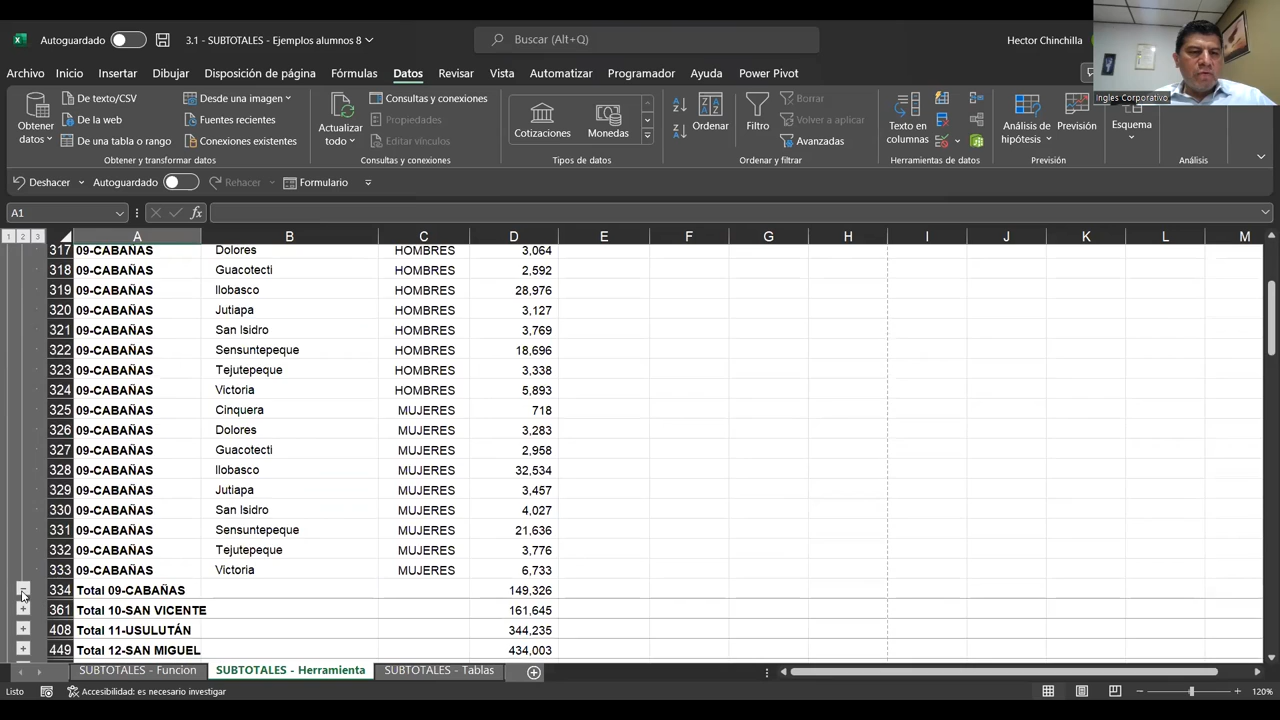 Autoguardado 3.1 - SUBTOTALES - Ejemplos alumnos 8 Buscar (Alt+Q) Hector Chinchilla
Ingles Corporativo
Archivo Inicio Insertar Dibujar Disposición de página Fórmulas Datos Revisar Vista Automatizar Programador Ayuda Power Pivot
Obtener datos De texto/CSV Desde una imagen Actualizar todo Consultas y conexiones Cotizaciones Monedas Ordenar Filtro Borrar Texto en columnas Análisis de hipótesis Previsión Esquema
De la web Fuentes recientes Propiedades Volver a aplicar
De una tabla o rango Conexiones existentes Editar vínculos Avanzadas
Obtener y transformar datos Consultas y conexiones Tipos de datos Ordenar y filtrar Herramientas de datos Previsión Análisis
Deshacer Autoguardado Rehacer Formulario
A1 fx
1 2 3 A B C D E F G H I J K L M
317 09-CABAÑAS Dolores HOMBRES 3,064
318 09-CABAÑAS Guacotecti HOMBRES 2,592
319 09-CABAÑAS Ilobasco HOMBRES 28,976
320 09-CABAÑAS Jutiapa HOMBRES 3,127
321 09-CABAÑAS San Isidro HOMBRES 3,769
322 09-CABAÑAS Sensuntepeque HOMBRES 18,696
323 09-CABAÑAS Tejutepeque HOMBRES 3,338
324 09-CABAÑAS Victoria HOMBRES 5,893
325 09-CABAÑAS Cinquera MUJERES 718
326 09-CABAÑAS Dolores MUJERES 3,283
327 09-CABAÑAS Guacotecti MUJERES 2,958
328 09-CABAÑAS Ilobasco MUJERES 32,534
329 09-CABAÑAS Jutiapa MUJERES 3,457
330 09-CABAÑAS San Isidro MUJERES 4,027
331 09-CABAÑAS Sensuntepeque MUJERES 21,636
332 09-CABAÑAS Tejutepeque MUJERES 3,776
333 09-CABAÑAS Victoria MUJERES 6,733
334 Total 09-CABAÑAS 149,326
361 Total 10-SAN VICENTE 161,645
408 Total 11-USULUTÁN 344,235
449 Total 12-SAN MIGUEL 434,003
SUBTOTALES - Funcion SUBTOTALES - Herramienta SUBTOTALES - Tablas
Listo Accesibilidad: es necesario investigar 120%